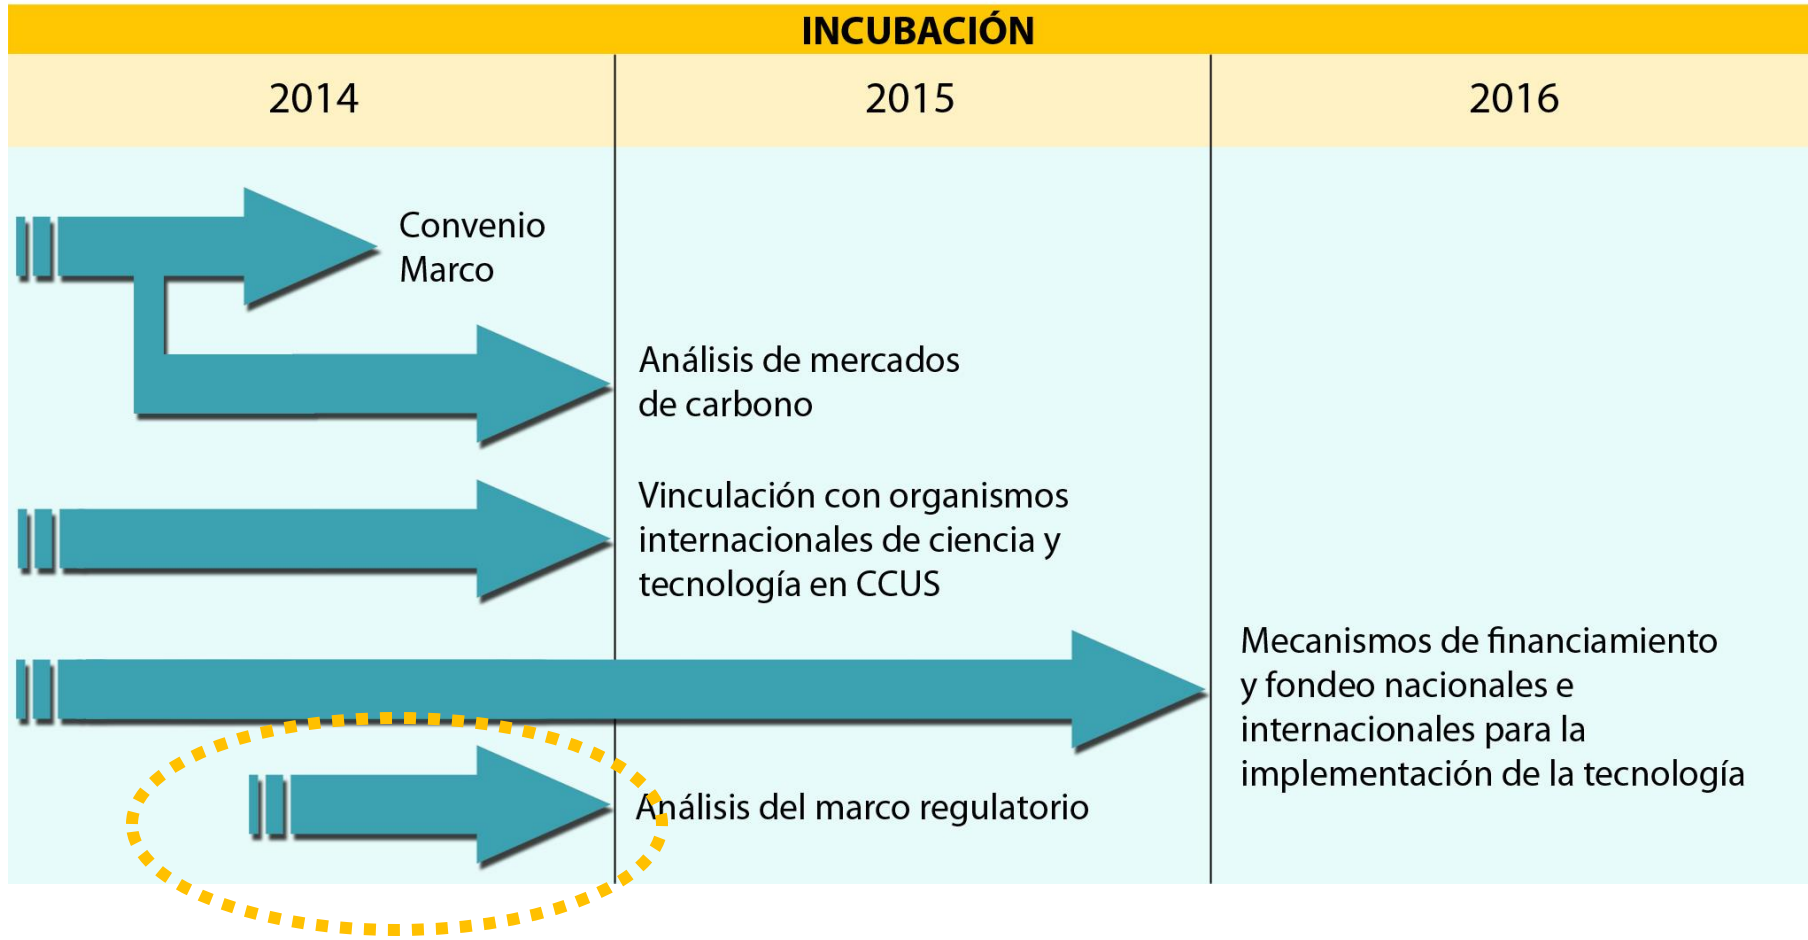 INCUBACIÓN
2014
2015
2016
Convenio
Marco
Análisis de mercados
de carbono
Vinculación con organismos
internacionales de ciencia y
tecnología en CCUS
Mecanismos de financiamiento
y fondeo nacionales e
internacionales para la
implementación de la tecnología
Análisis del marco regulatorio